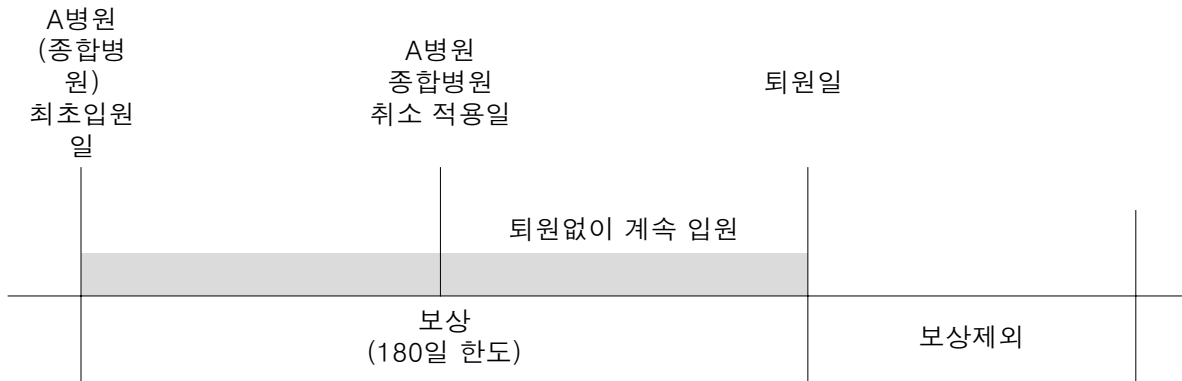 A병원
(종합병
원)
최초입원
일
A병원
종합병원
취소 적용일
퇴원일
퇴원없이 계속 입원
보상
(180일 한도)
보상제외